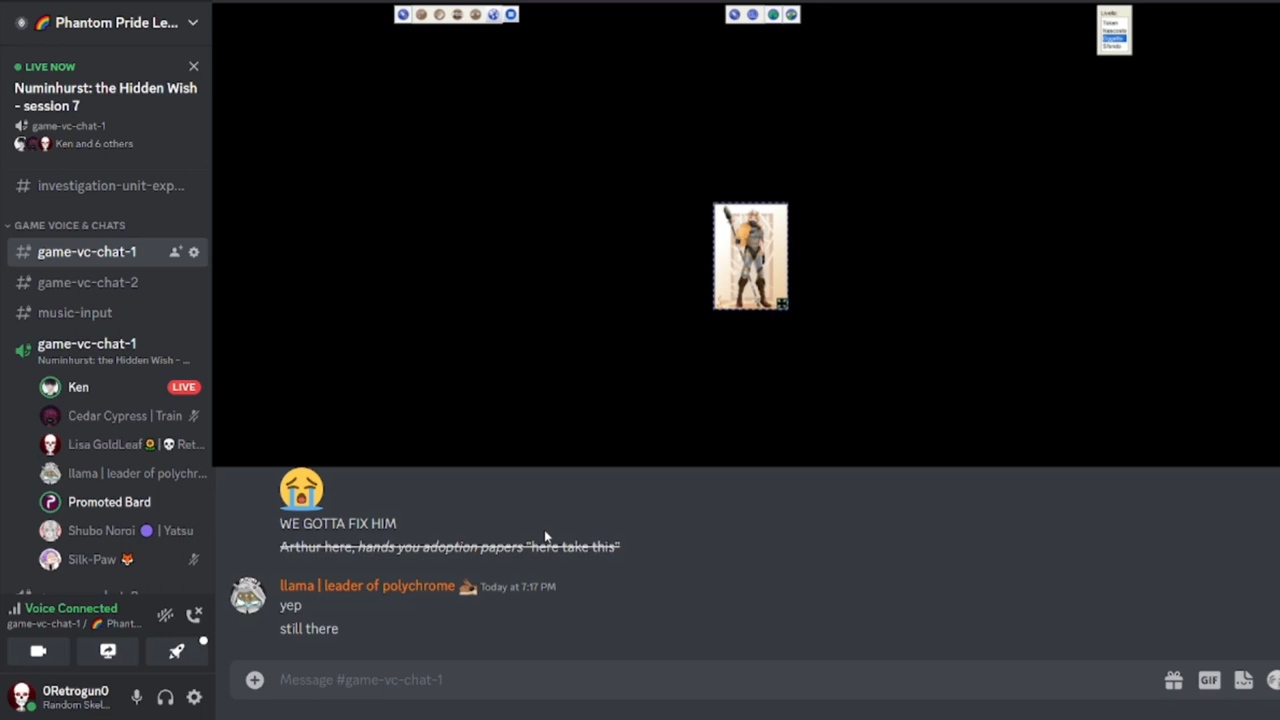 Phantom Pride Le...
LIVE NOW
Numinhurst: the Hidden Wish
- session 7
game-vc-chat-1
Ken and 6 others
investigation-unit-exp...
GAME VOICE & CHATS
game-vc-chat-1
game-vc-chat-2
music-input
game-vc-chat-1
Numinhurst: the Hidden Wish - ...
Ken
LIVE
Cedar Cypress | Train
Lisa GoldLeaf | Ret...
llama | leader of polychr...
Promoted Bard
Shubo Noroi | Yatsu
Silk-Paw
Voice Connected
game-vc-chat-1 / Phant...
0Retrogun0
Random Skel...
WE GOTTA FIX HIM
Arthur here, hands you adoption papers "here take this"
llama | leader of polychrome Today at 7:17 PM
yep
still there
Message #game-vc-chat-1
GIF
Token
Sfondo